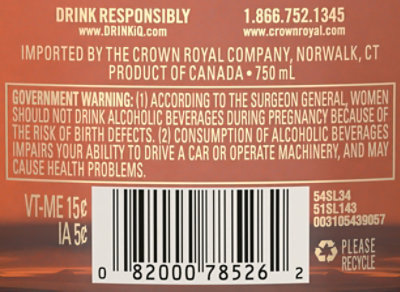 DRINK RESPONSIBLY 1.866.752.1345
www.DRINKiQ.com www.crownroyal.com
IMPORTED BY THE CROWN ROYAL COMPANY, NORWALK, CT
PRODUCT OF CANADA • 750 mL
GOVERNMENT WARNING: (1) ACCORDING TO THE SURGEON GENERAL, WOMEN
SHOULD NOT DRINK ALCOHOLIC BEVERAGES DURING PREGNANCY BECAUSE OF
THE RISK OF BIRTH DEFECTS. (2) CONSUMPTION OF ALCOHOLIC BEVERAGES
IMPAIRS YOUR ABILITY TO DRIVE A CAR OR OPERATE MACHINERY, AND MAY
CAUSE HEALTH PROBLEMS.
VT-ME 15¢
IA 5¢
0 82000 78526 2
54SL34
51SL143
003105439057
PLEASE
RECYCLE